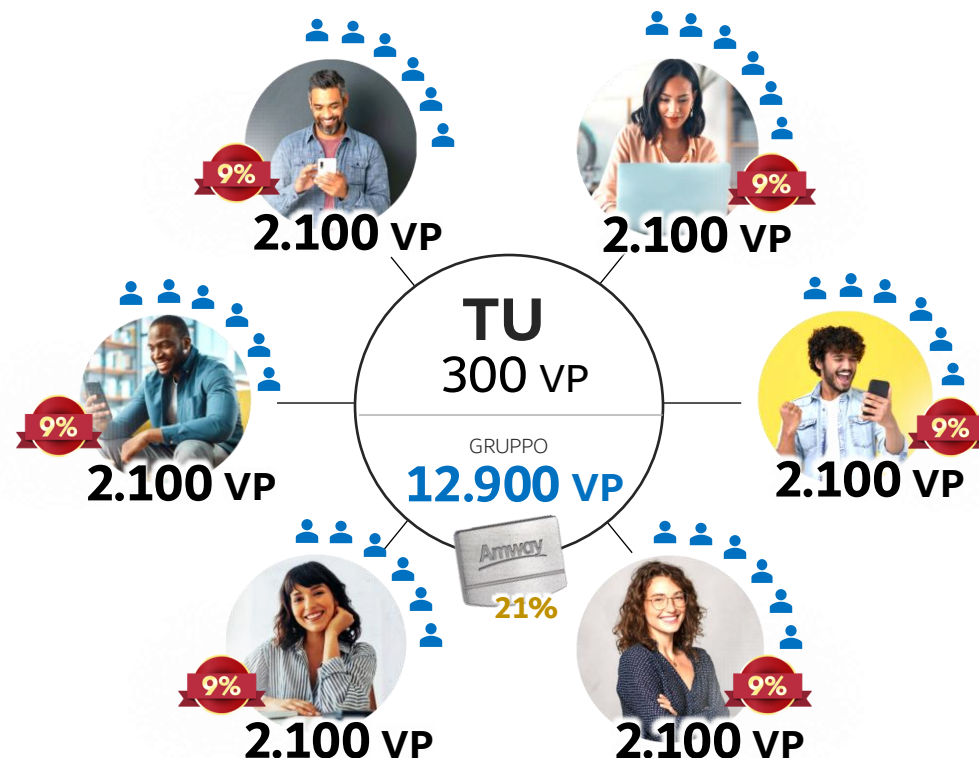 9%
2.100 VP
9%
2.100 VP
TU
300 VP
GRUPPO
12.900 VP
9%
2.100 VP
9%
2.100 VP
Amway
21%
9%
2.100 VP
9%
2.100 VP